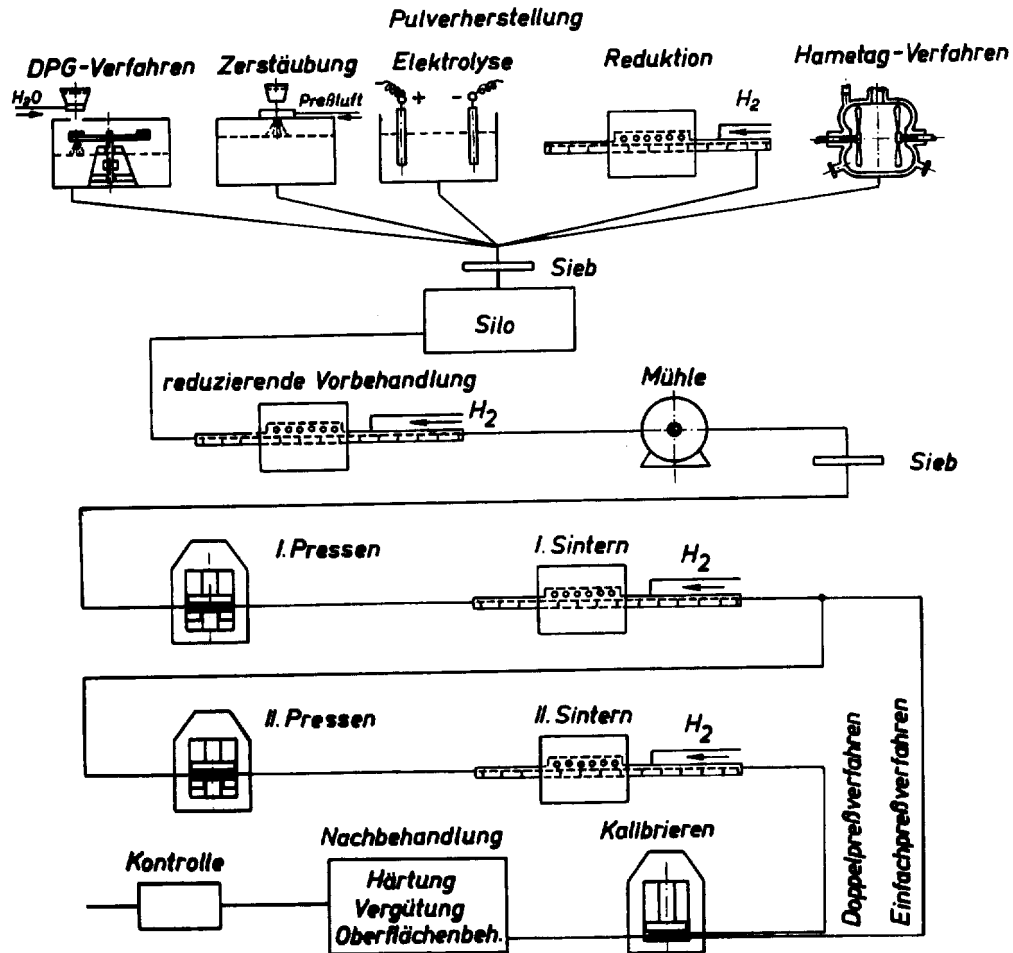 Pulverherstellung
DPG-Verfahren
Zerstäubung
Elektrolyse
Reduktion
Hametag-Verfahren
H₂O
Preßluft
+
-
H₂
Sieb
Silo
reduzierende Vorbehandlung
H₂
Mühle
Sieb
I. Pressen
I. Sintern
H₂
II. Pressen
II. Sintern
H₂
Doppelpreßverfahren
Einfachpreßverfahren
Kontrolle
Nachbehandlung
Härtung
Vergütung
Oberflächenbeh.
Kalibrieren